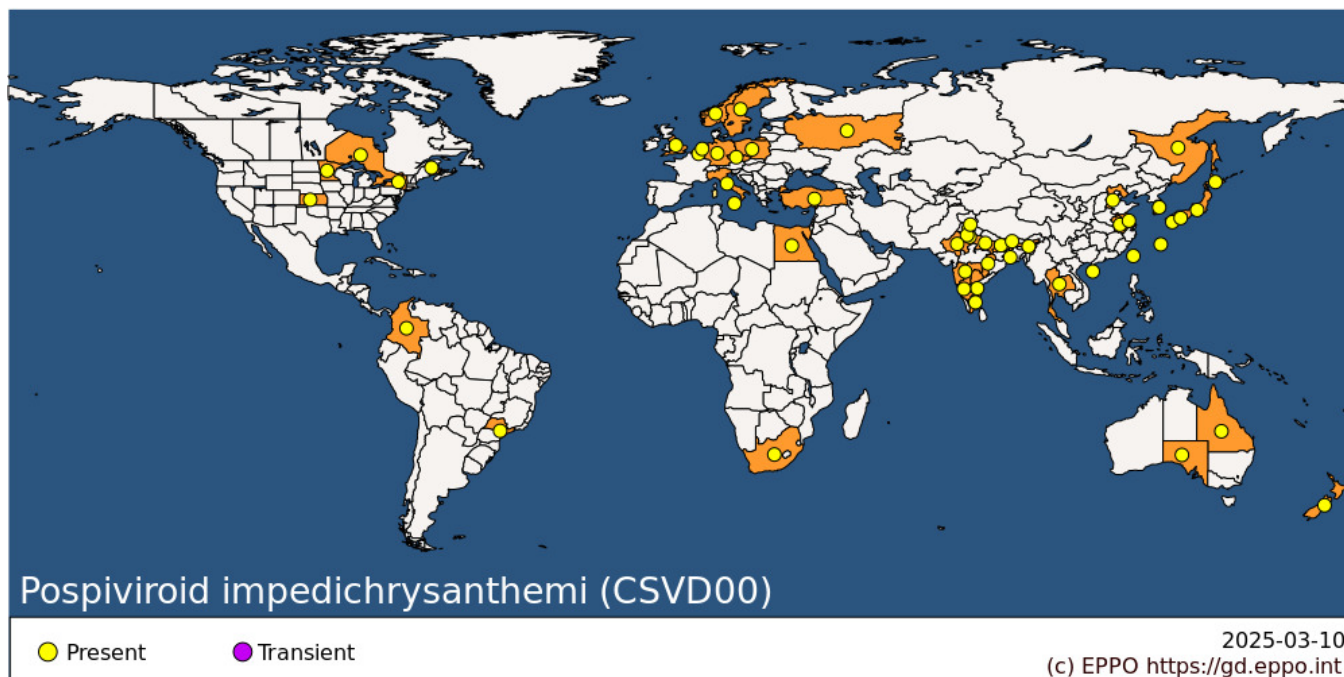 Pospiviroid impedichrysanthemi (CSVD00)
Present
Transient
2025-03-10
(c) EPPO https://gd.eppo.int